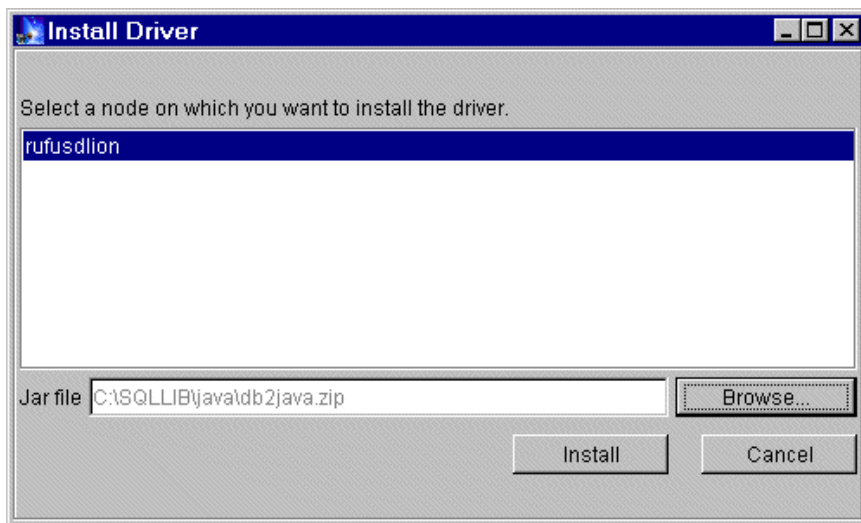 Install Driver
Select a node on which you want to install the driver.
rufusdlion
Jar file C:\SQLLIB\java\db2java.zip Browse...
Install Cancel